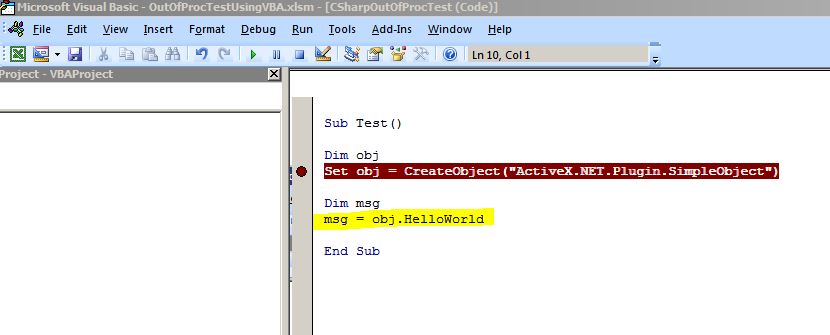 Microsoft Visual Basic - OutOfProcTestUsingVBA.xlsm - [CSharpOutOfProcTest (Code)]
File Edit View Insert Format Debug Run Tools Add-Ins Window Help
Ln 10, Col 1
Project - VBAProject
Sub Test()
Dim obj
Set obj = CreateObject("ActiveX.NET.Plugin.SimpleObject")
Dim msg
msg = obj.HelloWorld
End Sub